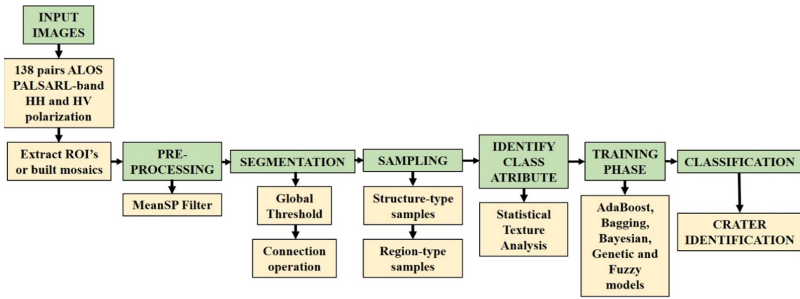 INPUT
IMAGES
138 pairs ALOS
PALSARL-band
HH and HV
polarization
Extract ROI's
or built mosaics
PRE-
PROCESSING
MeanSP Filter
SEGMENTATION
Global
Threshold
Connection
operation
SAMPLING
Structure-type
samples
Region-type
samples
IDENTIFY
CLASS
ATRIBUTE
Statistical
Texture
Analysis
TRAINING
PHASE
AdaBoost,
Bagging,
Bayesian,
Genetic and
Fuzzy
models
CLASSIFICATION
CRATER
IDENTIFICATION